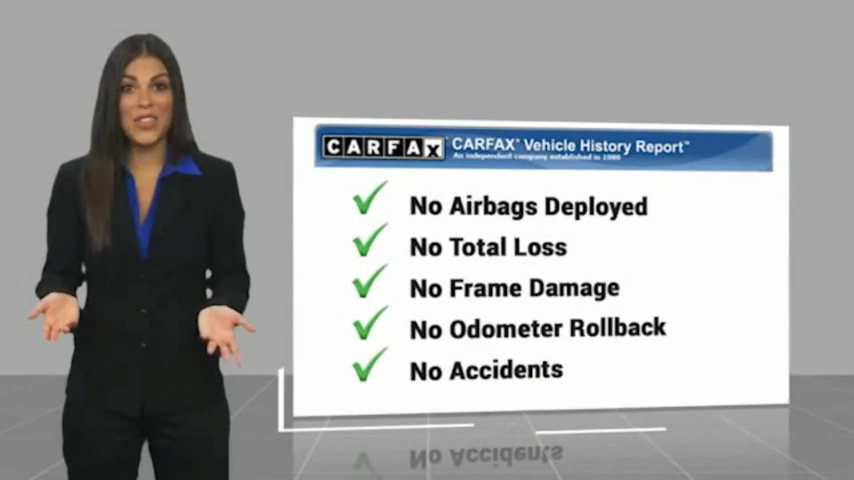 CARFAX CARFAX® Vehicle History Report™
An independent company established in 1986
No Airbags Deployed
No Total Loss
No Frame Damage
No Odometer Rollback
No Accidents
No Accidents